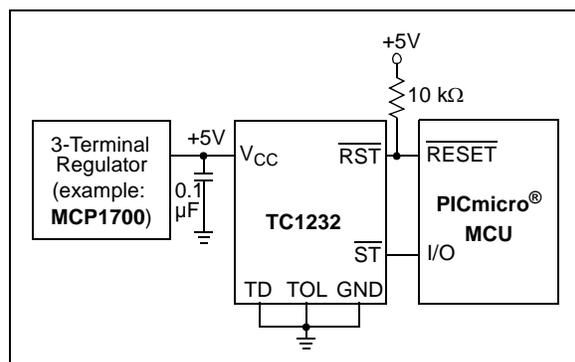 +5V
10 kΩ
3-Terminal
Regulator
(example:
MCP1700)
+5V
0.1
µF
VCC
RST
TC1232
ST
TD TOL GND
RESET
PICmicro®
MCU
I/O